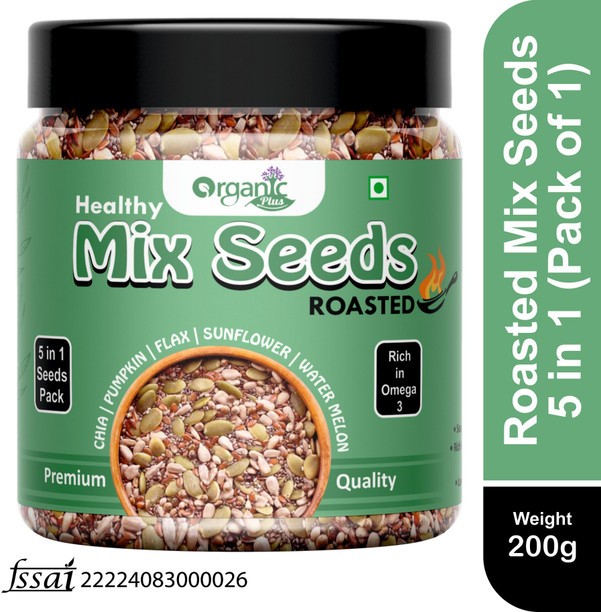 Organic
Plus
Healthy
Mix Seeds
ROASTED
5 in 1
Seeds
Pack
CHIA | PUMPKIN | FLAX | SUNFLOWER | WATER MELON
Rich
in
Omega
3
Premium
Quality
fssai 22224083000026
Roasted Mix Seeds
5 in 1 (Pack of 1)
Weight
200g